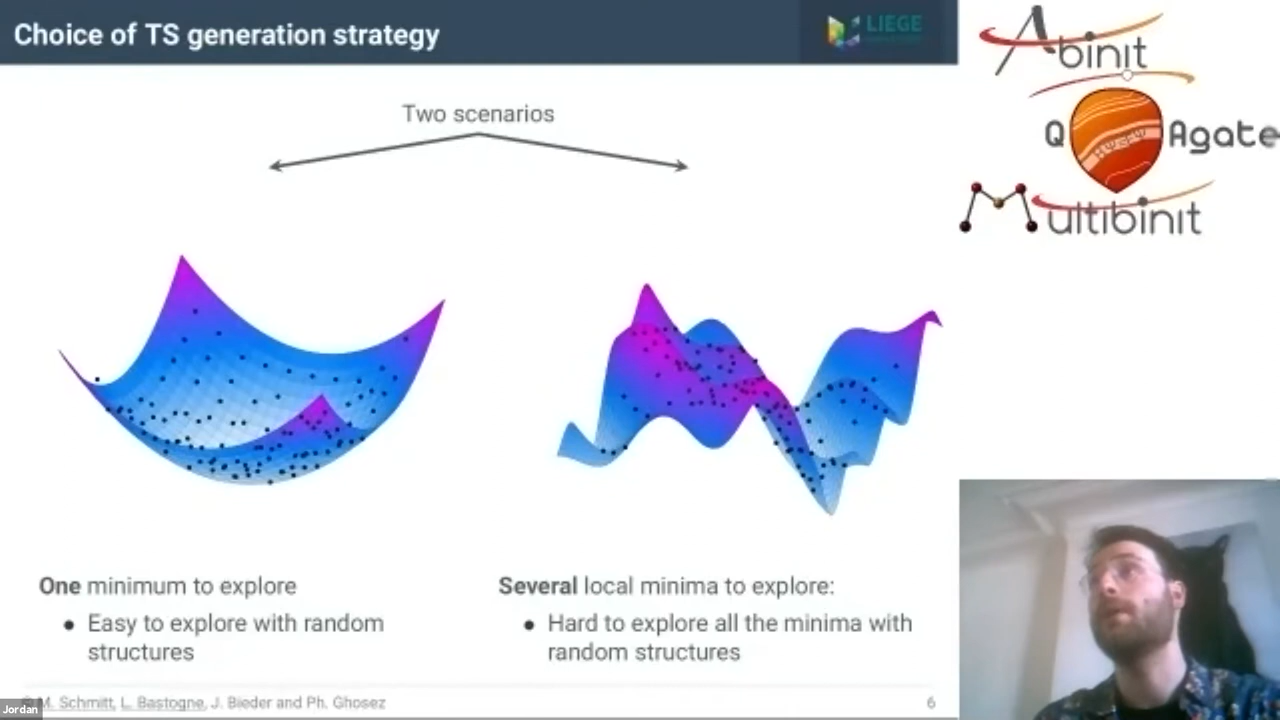 Choice of TS generation strategy
LIEGE
Two scenarios
One minimum to explore
● Easy to explore with random
structures
Several local minima to explore:
● Hard to explore all the minima with
random structures
M. Schmitt, L. Bastogne, J. Bieder and Ph. Ghosez
6
Jordan
Abinit
Q Agate
Multibinit